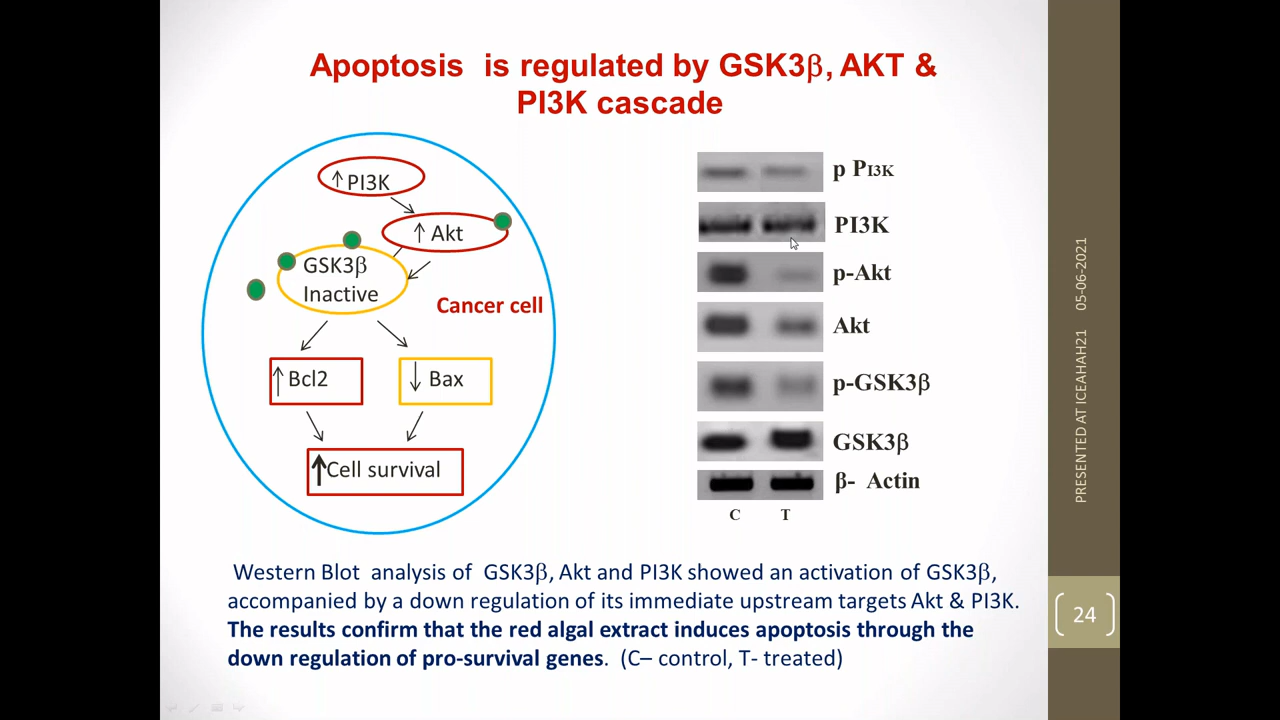 Apoptosis is regulated by GSK3β, AKT &
PI3K cascade
↑ PI3K
↑ Akt
GSK3β
Inactive
Cancer cell
↑ Bcl2
↓ Bax
↑Cell survival
p PI3K
PI3K
p-Akt
Akt
p-GSK3β
GSK3β
β- Actin
C T
Western Blot analysis of GSK3β, Akt and PI3K showed an activation of GSK3β,
accompanied by a down regulation of its immediate upstream targets Akt & PI3K.
The results confirm that the red algal extract induces apoptosis through the
down regulation of pro-survival genes. (C– control, T- treated)
PRESENTED AT ICEAHAH21 05-06-2021
24